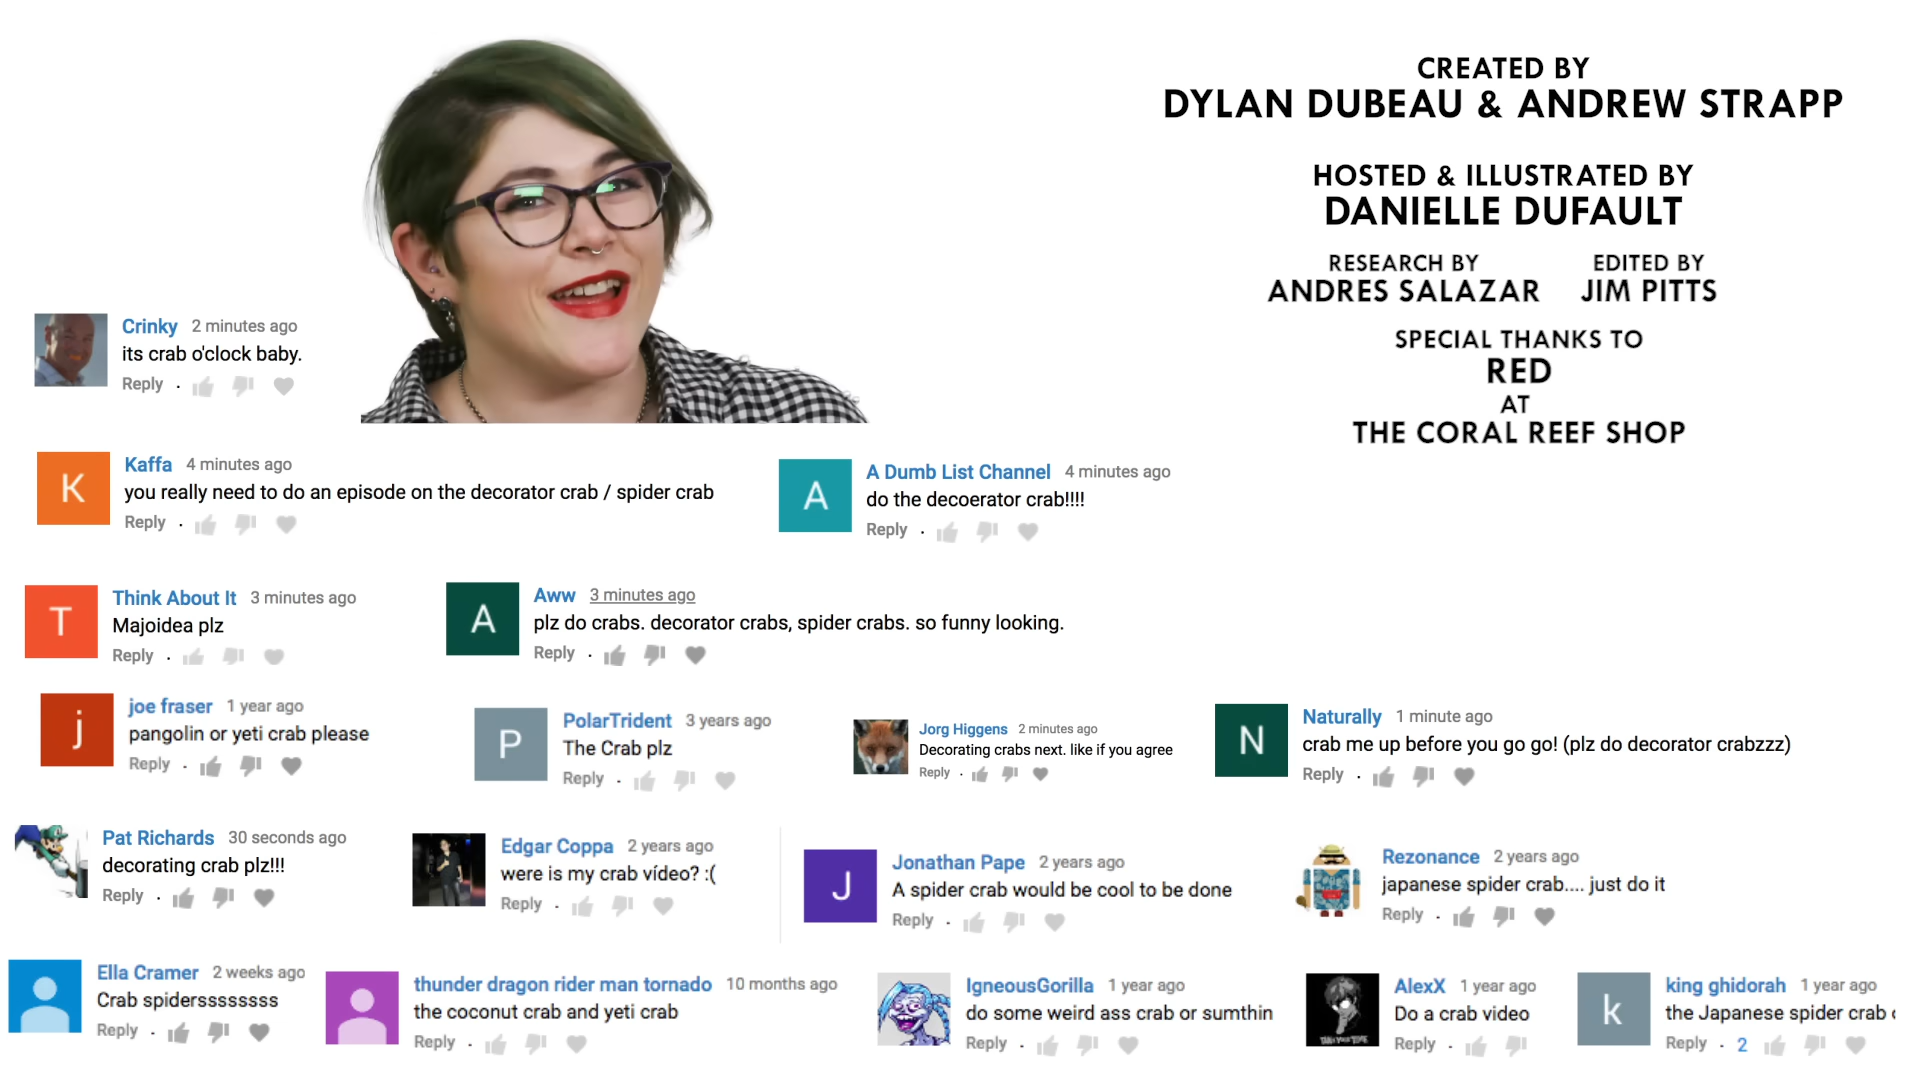 CREATED BY
DYLAN DUBEAU & ANDREW STRAPP
HOSTED & ILLUSTRATED BY
DANIELLE DUFAULT
RESEARCH BY
ANDRES SALAZAR
EDITED BY
JIM PITTS
SPECIAL THANKS TO
RED
AT
THE CORAL REEF SHOP
Crinky 2 minutes ago
its crab o'clock baby.
Reply
K
Kaffa 4 minutes ago
you really need to do an episode on the decorator crab / spider crab
Reply
A
A Dumb List Channel 4 minutes ago
do the decoerator crab!!!!
Reply
T
Think About It 3 minutes ago
Majoidea plz
Reply
A
Aww 3 minutes ago
plz do crabs. decorator crabs, spider crabs. so funny looking.
Reply
j
joe fraser 1 year ago
pangolin or yeti crab please
Reply
P
PolarTrident 3 years ago
The Crab plz
Reply
Jorg Higgens 2 minutes ago
Decorating crabs next. like if you agree
Reply
N
Naturally 1 minute ago
crab me up before you go go! (plz do decorator crabzzz)
Reply
Pat Richards 30 seconds ago
decorating crab plz!!!
Reply
Edgar Coppa 2 years ago
were is my crab vídeo? :(
Reply
J
Jonathan Pape 2 years ago
A spider crab would be cool to be done
Reply
Rezonance 2 years ago
japanese spider crab.... just do it
Reply
Ella Cramer 2 weeks ago
Crab spiderssssssss
Reply
thunder dragon rider man tornado 10 months ago
the coconut crab and yeti crab
Reply
IgneousGorilla 1 year ago
do some weird ass crab or sumthin
Reply
AlexX 1 year ago
Do a crab video
Reply
k
king ghidorah 1 year ago
the Japanese spider crab
Reply 2